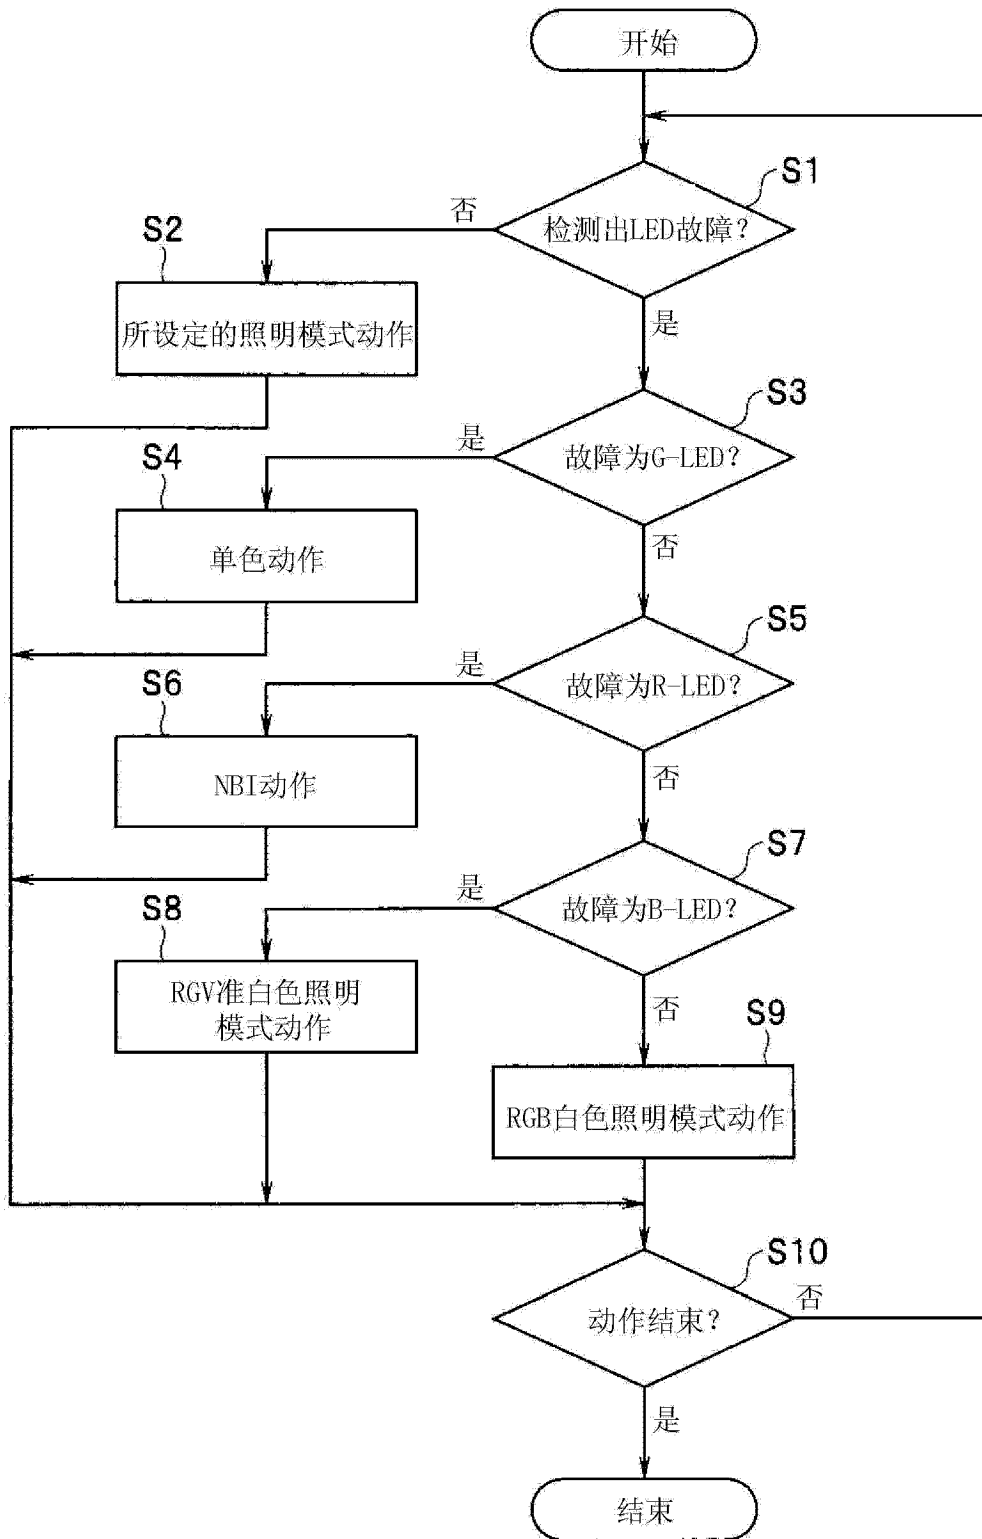 开始
S1
检测出LED故障？
否
S2
是
所设定的照明模式动作
S3
是
故障为G-LED？
S4
否
单色动作
S5
是
故障为R-LED？
S6
否
NBI动作
S7
是
故障为B-LED？
S8
RGV准白色照明
模式动作
否
S9
RGB白色照明模式动作
S10
否
动作结束？
是
结束